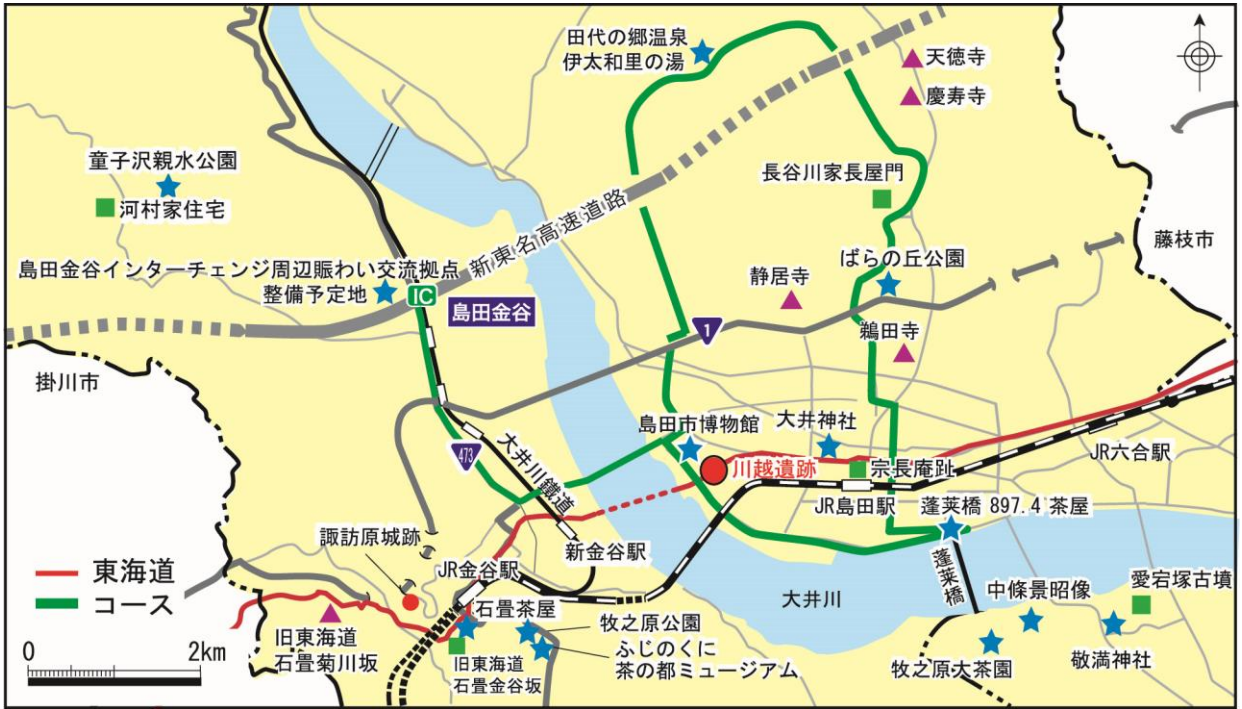 田代の郷温泉
伊太和里の湯
天徳寺
慶寿寺
童子沢親水公園
河村家住宅
長谷川家長屋門
新東名高速道路
藤枝市
島田金谷インターチェンジ周辺賑わい交流拠点
整備予定地
IC
島田金谷
静居寺
ばらの丘公園
1
鵜田寺
掛川市
島田市博物館
大井神社
473
大井川鐵道
川越遺跡
宗長庵趾
JR六合駅
JR島田駅
蓬莱橋 897.4 茶屋
諏訪原城跡
新金谷駅
JR金谷駅
東海道
コース
大井川
蓬莱橋
中條景昭像
愛宕塚古墳
石畳茶屋
牧之原公園
ふじのくに
茶の都ミュージアム
旧東海道
石畳菊川坂
旧東海道
石畳金谷坂
牧之原大茶園
敬満神社
0
2km